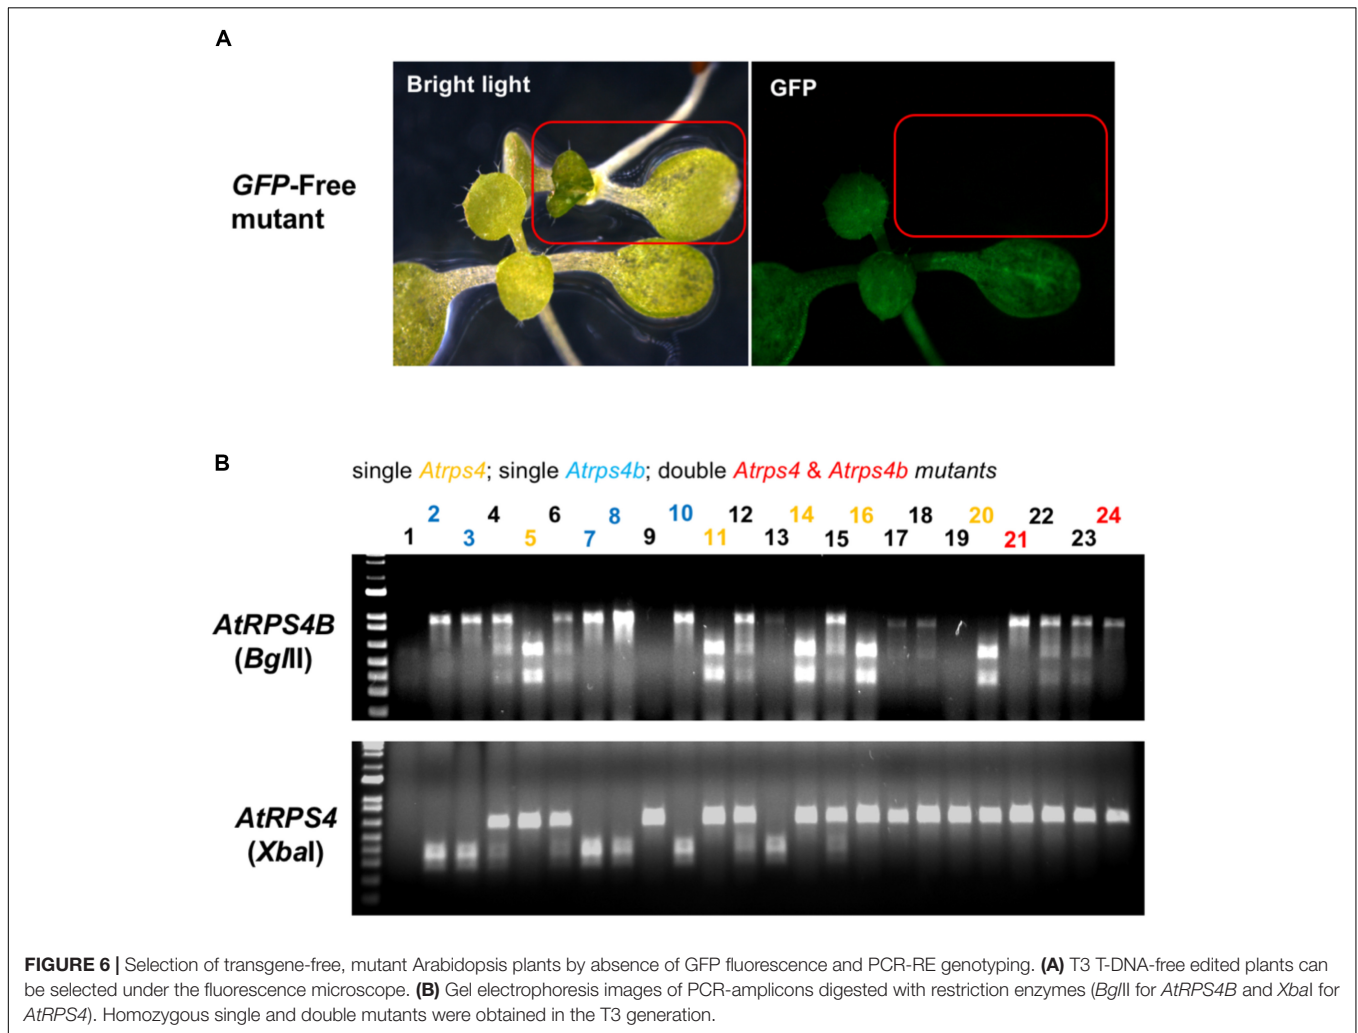 A
Bright light
GFP
GFP-Free
mutant
B
single Atrps4; single Atrps4b; double Atrps4 & Atrps4b mutants
2 4 6 8 10 12 14 16 18 20 22 24
1 3 5 7 9 11 13 15 17 19 21 23
AtRPS4B
(BglII)
AtRPS4
(XbaI)
FIGURE 6 | Selection of transgene-free, mutant Arabidopsis plants by absence of GFP fluorescence and PCR-RE genotyping. (A) T3 T-DNA-free edited plants can
be selected under the fluorescence microscope. (B) Gel electrophoresis images of PCR-amplicons digested with restriction enzymes (BglII for AtRPS4B and XbaI for
AtRPS4). Homozygous single and double mutants were obtained in the T3 generation.